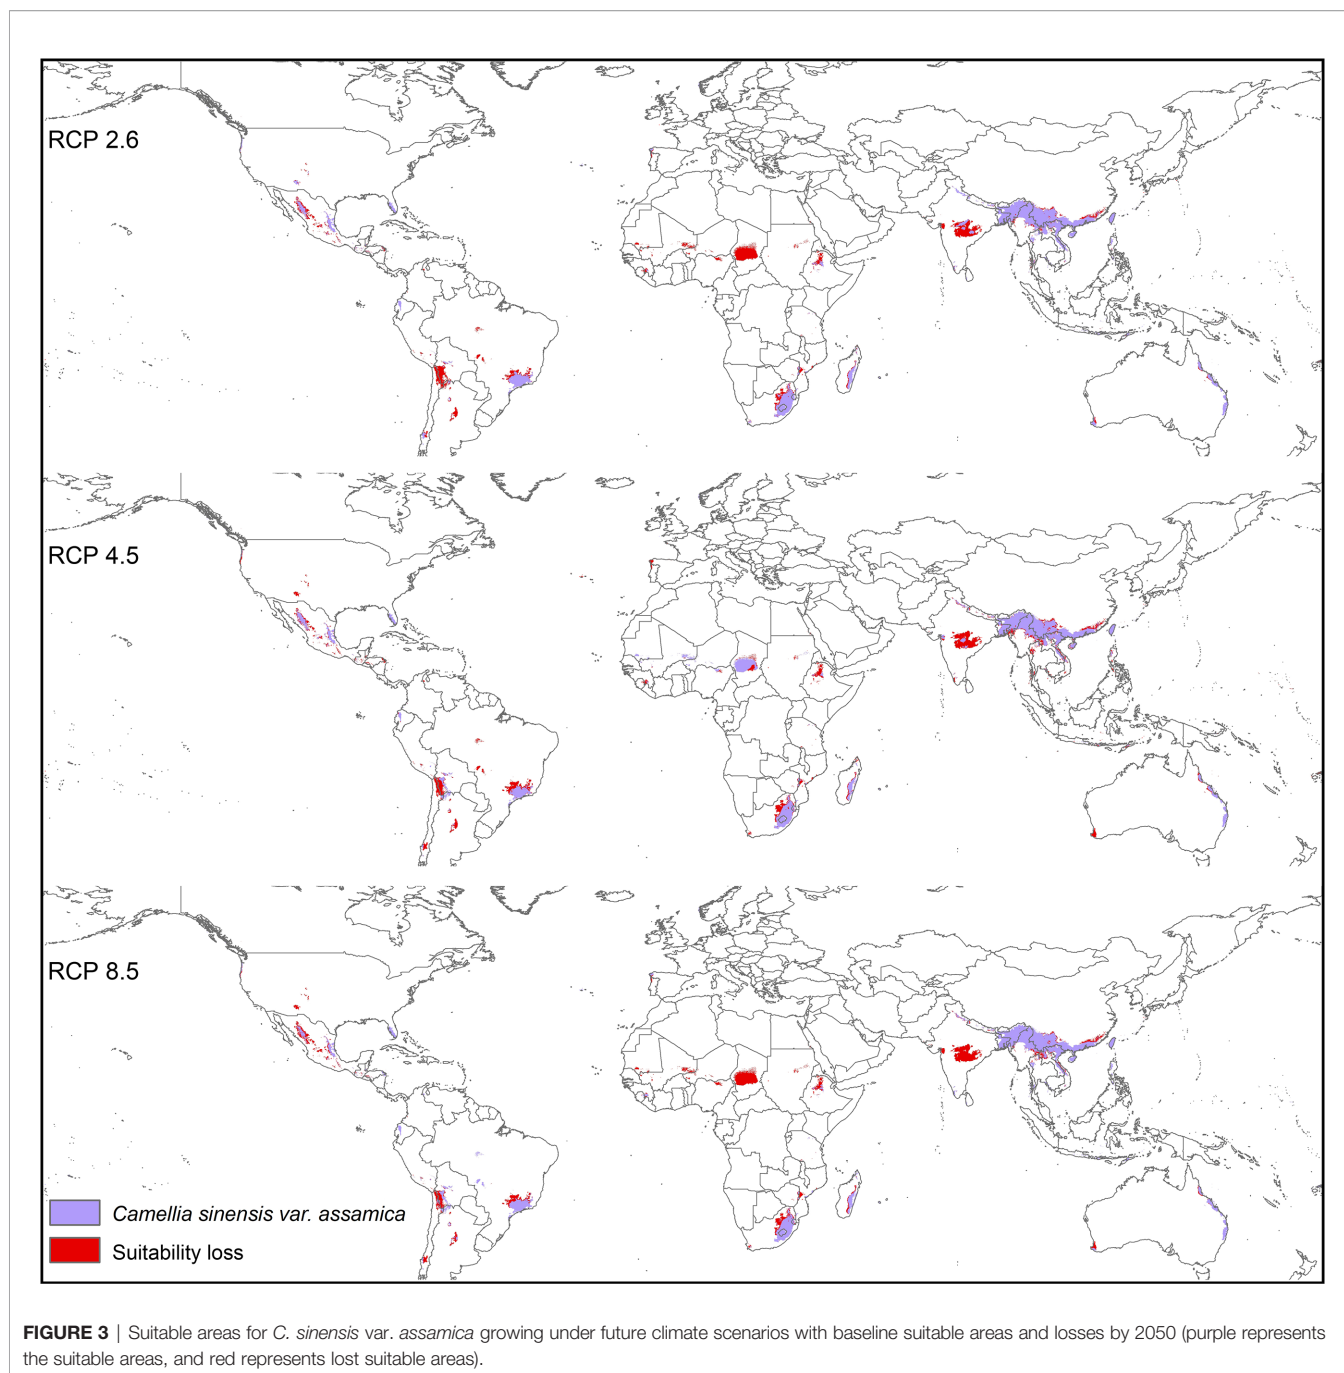 RCP 2.6
RCP 4.5
RCP 8.5
Camellia sinensis var. assamica
Suitability loss
FIGURE 3 | Suitable areas for C. sinensis var. assamica growing under future climate scenarios with baseline suitable areas and losses by 2050 (purple represents
the suitable areas, and red represents lost suitable areas).